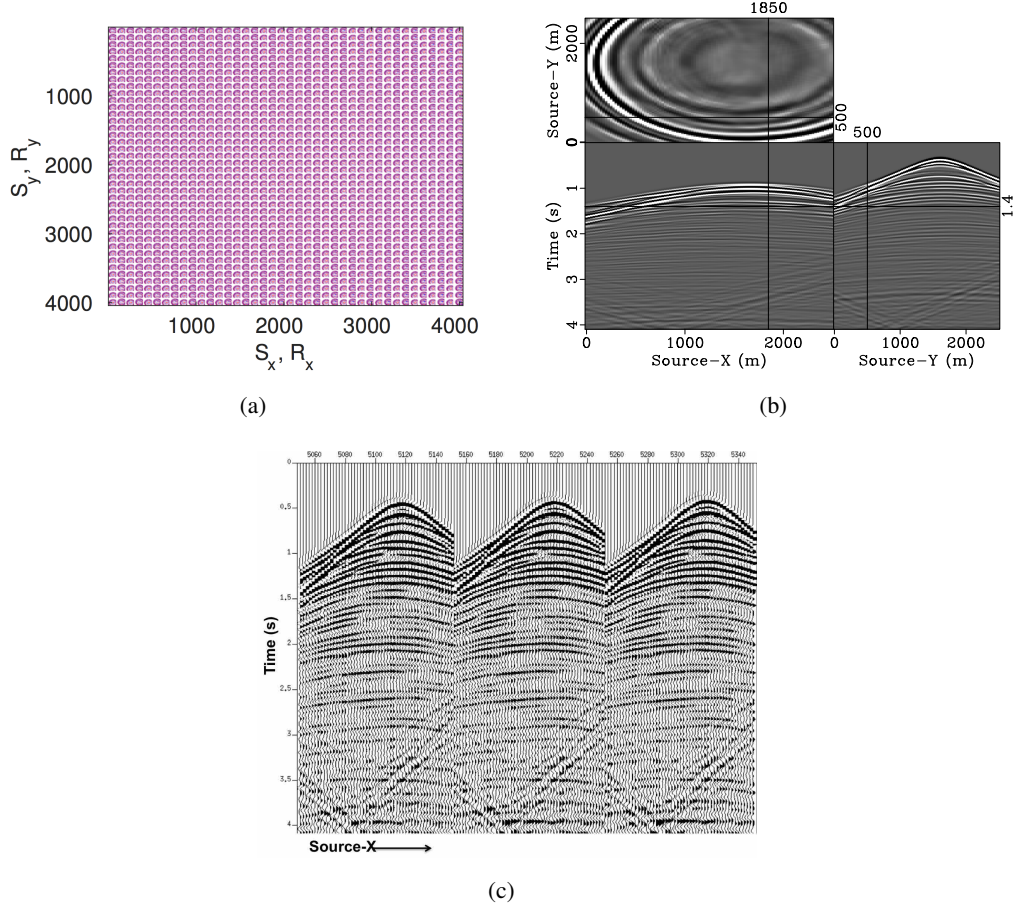 1000
2000
3000
4000
S_y, R_y
1000 2000 3000 4000
S_x, R_x
(a)
1850
Source-Y (m)
2000
0
500
500
Time (s)
1
2
3
4
1.4
0 1000 2000
Source-X (m)
0 1000 2000
Source-Y (m)
(b)
5060 5080 5100 5120 5140 5160 5180 5200 5220 5240 5260 5280 5300 5320 5340
0
0.5
1
1.5
2
2.5
3
3.5
4
Time (s)
Source-X
(c)